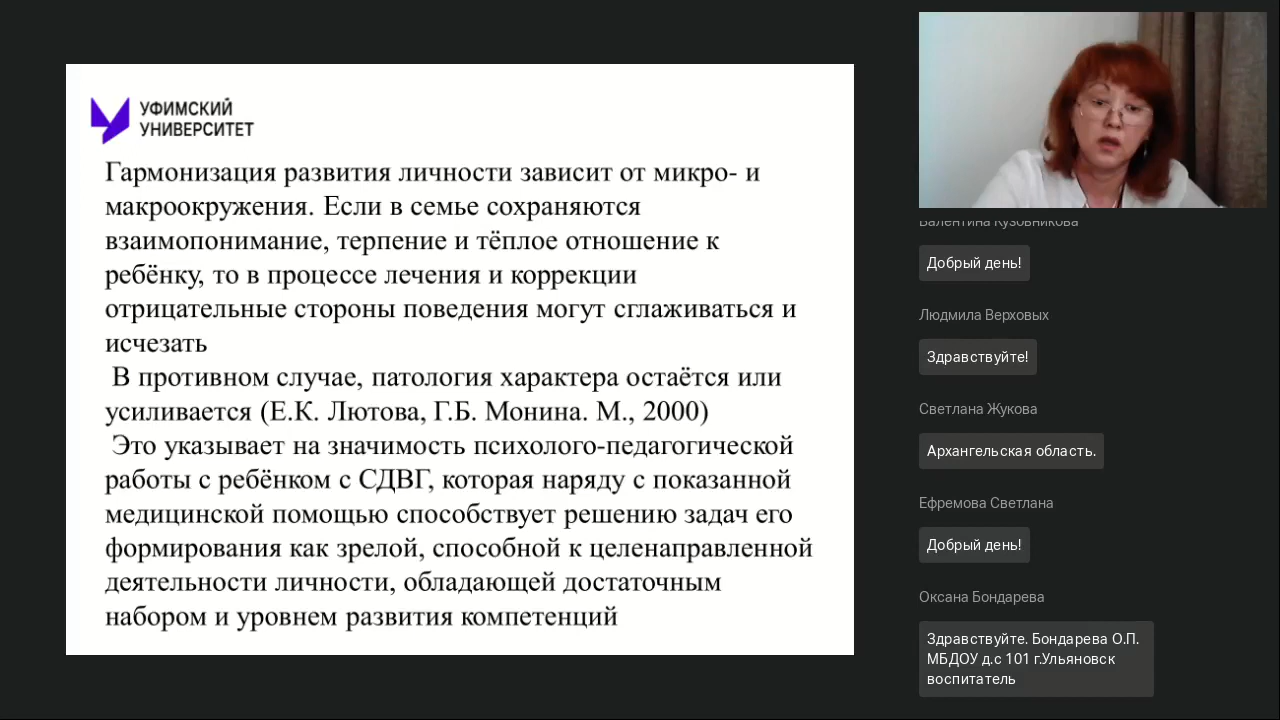 УФИМСКИЙ
УНИВЕРСИТЕТ
Гармонизация развития личности зависит от микро- и
макроокружения. Если в семье сохраняются
взаимопонимание, терпение и тёплое отношение к
ребёнку, то в процессе лечения и коррекции
отрицательные стороны поведения могут сглаживаться и
исчезать
В противном случае, патология характера остаётся или
усиливается (Е.К. Лютова, Г.Б. Монина. М., 2000)
Это указывает на значимость психолого-педагогической
работы с ребёнком с СДВГ, которая наряду с показанной
медицинской помощью способствует решению задач его
формирования как зрелой, способной к целенаправленной
деятельности личности, обладающей достаточным
набором и уровнем развития компетенций
Валентина Кузовникова
Добрый день!
Людмила Верховых
Здравствуйте!
Светлана Жукова
Архангельская область.
Ефремова Светлана
Добрый день!
Оксана Бондарева
Здравствуйте. Бондарева О.П.
МБДОУ д.с 101 г.Ульяновск
воспитатель